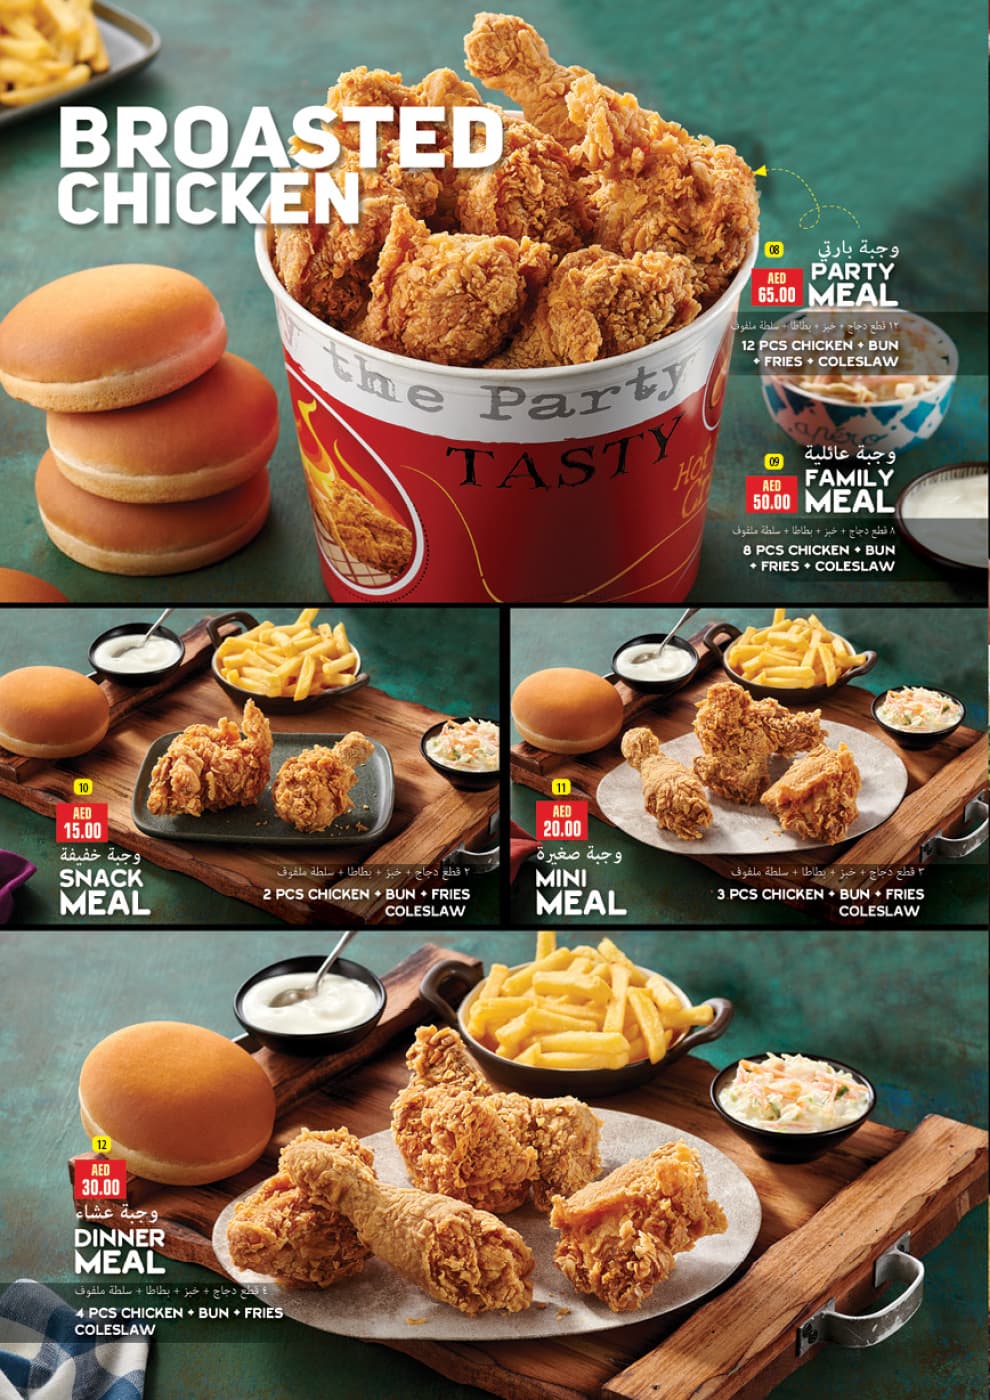 BROASTED
CHICKEN
the Party
TASTY
08
وجبة بارتي
AED
65.00
PARTY
MEAL
١٢ قطع دجاج + خبز + بطاطا + سلطة ملفوف
12 PCS CHICKEN + BUN
+ FRIES + COLESLAW
09
وجبة عائلية
AED
50.00
FAMILY
MEAL
٨ قطع دجاج + خبز + بطاطا + سلطة ملفوف
8 PCS CHICKEN + BUN
+ FRIES + COLESLAW
10
AED
15.00
وجبة خفيفة
SNACK
MEAL
٢ قطع دجاج + خبز + بطاطا + سلطة ملفوف
2 PCS CHICKEN + BUN + FRIES
COLESLAW
11
AED
20.00
وجبة صغيرة
MINI
MEAL
٣ قطع دجاج + خبز + بطاطا + سلطة ملفوف
3 PCS CHICKEN + BUN + FRIES
COLESLAW
12
AED
30.00
وجبة عشاء
DINNER
MEAL
٤ قطع دجاج + خبز + بطاطا + سلطة ملفوف
4 PCS CHICKEN + BUN + FRIES
COLESLAW